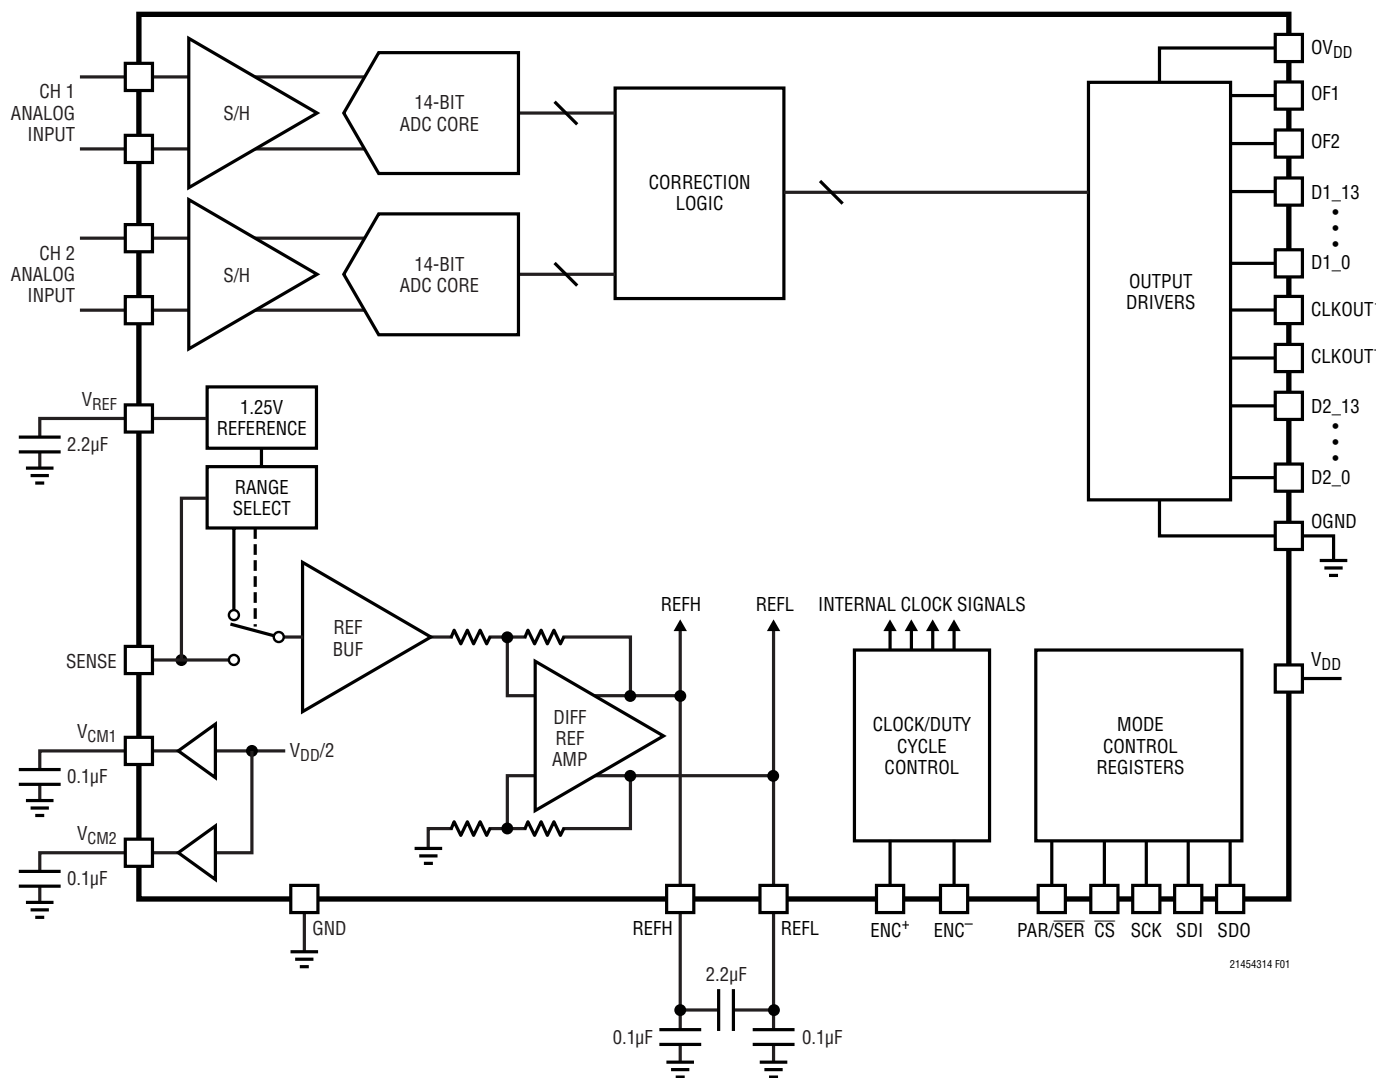 CH 1
ANALOG
INPUT
S/H
14-BIT
ADC CORE
CH 2
ANALOG
INPUT
S/H
14-BIT
ADC CORE
CORRECTION
LOGIC
OUTPUT
DRIVERS
OVDD
OF1
OF2
D1_13
D1_0
CLKOUT
CLKOUT
D2_13
D2_0
OGND
VDD
VREF
2.2µF
1.25V
REFERENCE
RANGE
SELECT
SENSE
REF
BUF
VCM1
0.1µF
VDD/2
VCM2
0.1µF
DIFF
REF
AMP
REFH
REFL
INTERNAL CLOCK SIGNALS
CLOCK/DUTY
CYCLE
CONTROL
MODE
CONTROL
REGISTERS
GND
REFH
REFL
ENC+
ENC–
PAR/S̅E̅R̅
C̅S̅
SCK
SDI
SDO
2.2µF
0.1µF
0.1µF
21454314 F01